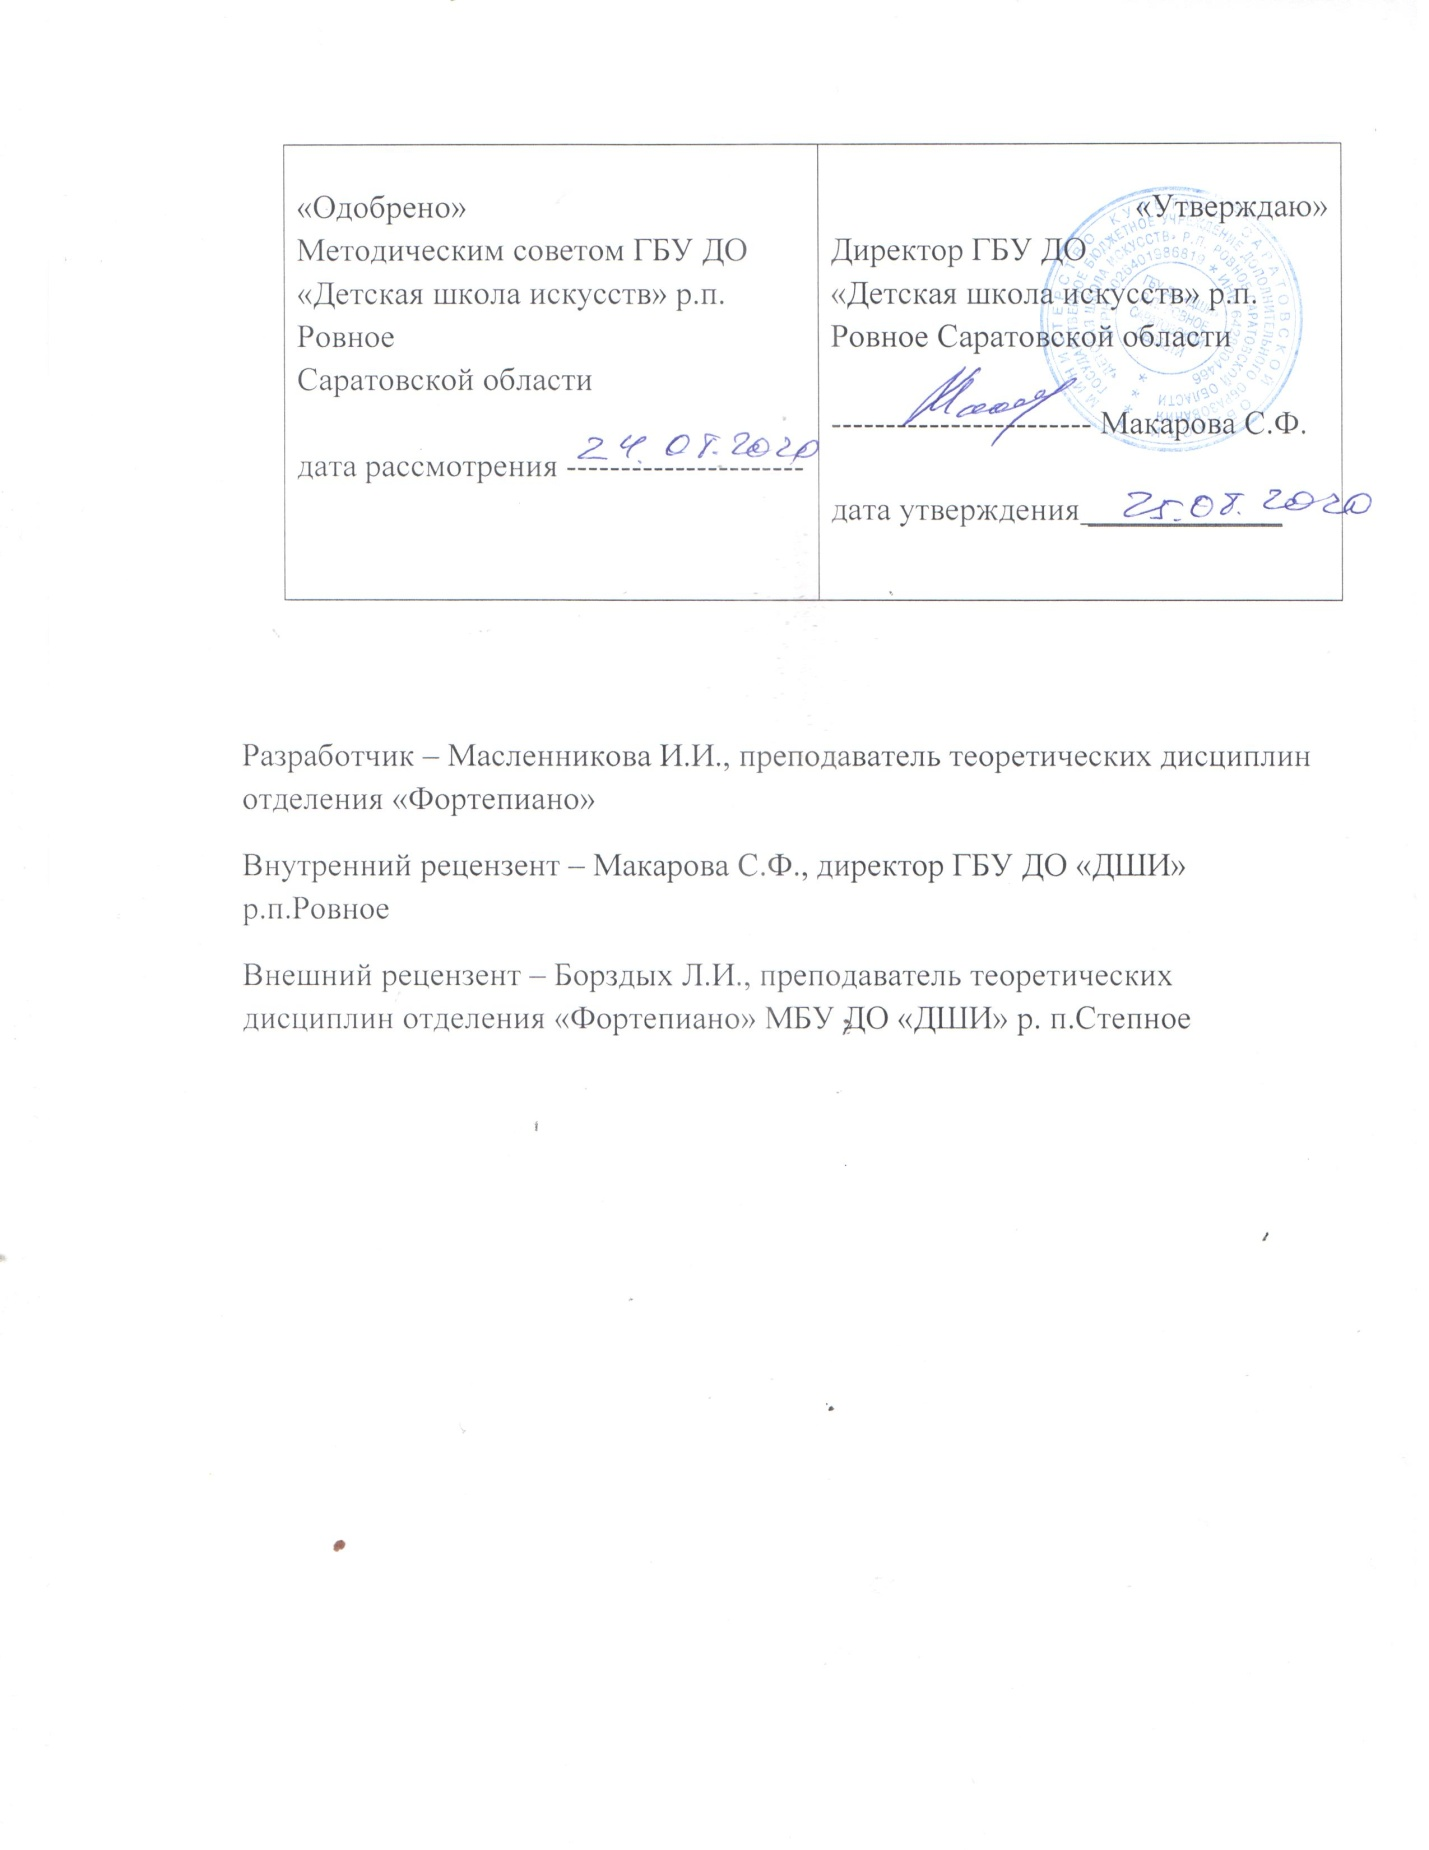 «Одобрено»
Методическим советом ГБУ ДО
«Детская школа искусств» р.п.
Ровное
Саратовской области
дата рассмотрения ---------------------- 24.08.2020
«Утверждаю»
Директор ГБУ ДО
«Детская школа искусств» р.п.
Ровное Саратовской области
------------------------ Макарова С.Ф.
дата утверждения____________ 25.08.2020
Разработчик – Масленникова И.И., преподаватель теоретических дисциплин
отделения «Фортепиано»
Внутренний рецензент – Макарова С.Ф., директор ГБУ ДО «ДШИ»
р.п.Ровное
Внешний рецензент – Борздых Л.И., преподаватель теоретических
дисциплин отделения «Фортепиано» МБУ ДО «ДШИ» р. п.Степное